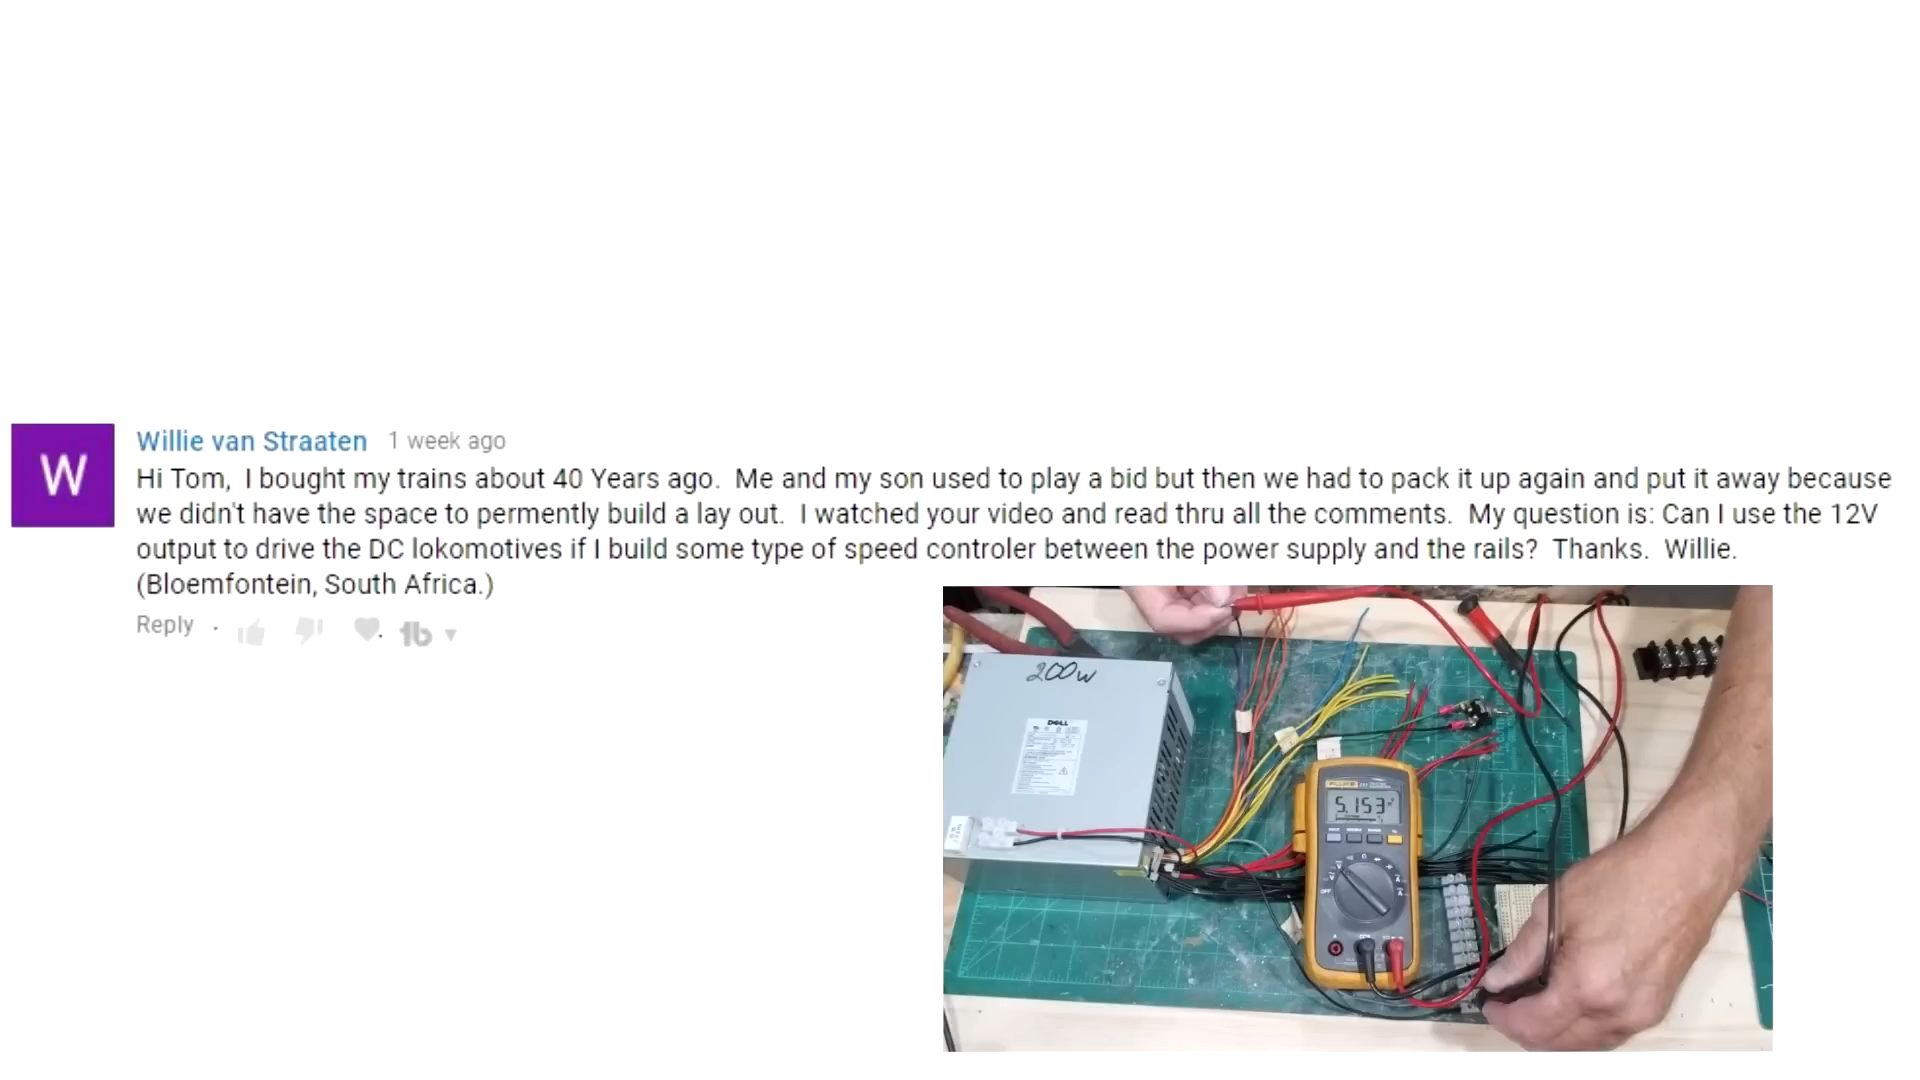 W
Willie van Straaten 1 week ago
Hi Tom, I bought my trains about 40 Years ago. Me and my son used to play a bid but then we had to pack it up again and put it away because
we didn't have the space to permently build a lay out. I watched your video and read thru all the comments. My question is: Can I use the 12V
output to drive the DC lokomotives if I build some type of speed controler between the power supply and the rails? Thanks. Willie.
(Bloemfontein, South Africa.)
Reply
200w
DELL
FLUKE
5.153
OFF